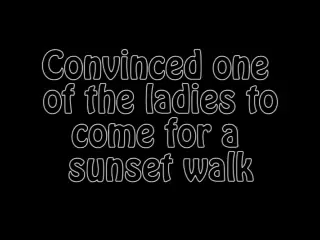 Convinced one
of the ladies to
come for a
sunset walk